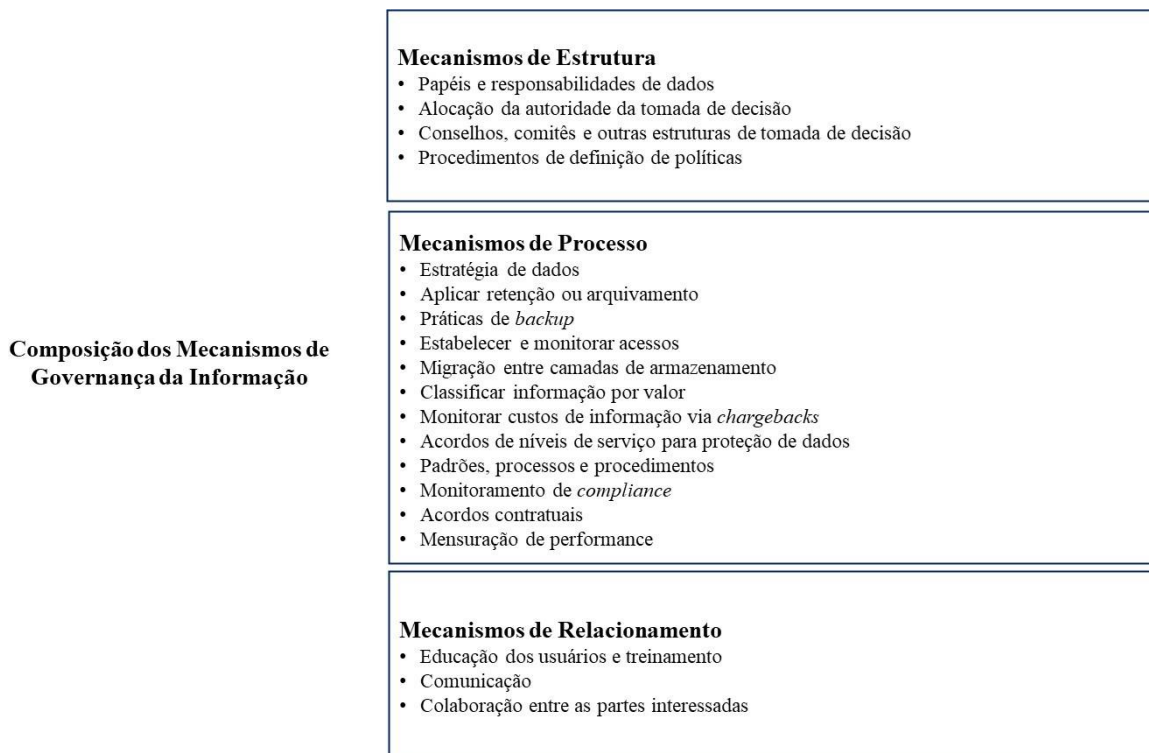 Mecanismos de Estrutura
• Papéis e responsabilidades de dados
• Alocação da autoridade da tomada de decisão
• Conselhos, comitês e outras estruturas de tomada de decisão
• Procedimentos de definição de políticas
Composição dos Mecanismos de
Governança da Informação
Mecanismos de Processo
• Estratégia de dados
• Aplicar retenção ou arquivamento
• Práticas de backup
• Estabelecer e monitorar acessos
• Migração entre camadas de armazenamento
• Classificar informação por valor
• Monitorar custos de informação via chargebacks
• Acordos de níveis de serviço para proteção de dados
• Padrões, processos e procedimentos
• Monitoramento de compliance
• Acordos contratuais
• Mensuração de performance
Mecanismos de Relacionamento
• Educação dos usuários e treinamento
• Comunicação
• Colaboração entre as partes interessadas